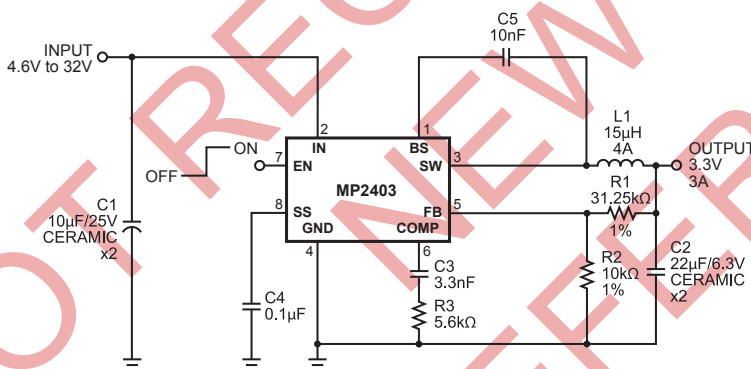 C5
10nF
INPUT
4.6V to 32V
2
IN
1
BS
L1
15µH
4A
ON
OFF
7
EN
SW
3
OUTPUT
3.3V
3A
MP2403
R1
31.25kΩ
1%
C1
10µF/25V
CERAMIC
x2
8
SS
FB
5
GND
COMP
4
6
C3
3.3nF
R2
10kΩ
1%
C2
22µF/6.3V
CERAMIC
x2
C4
0.1µF
R3
5.6kΩ